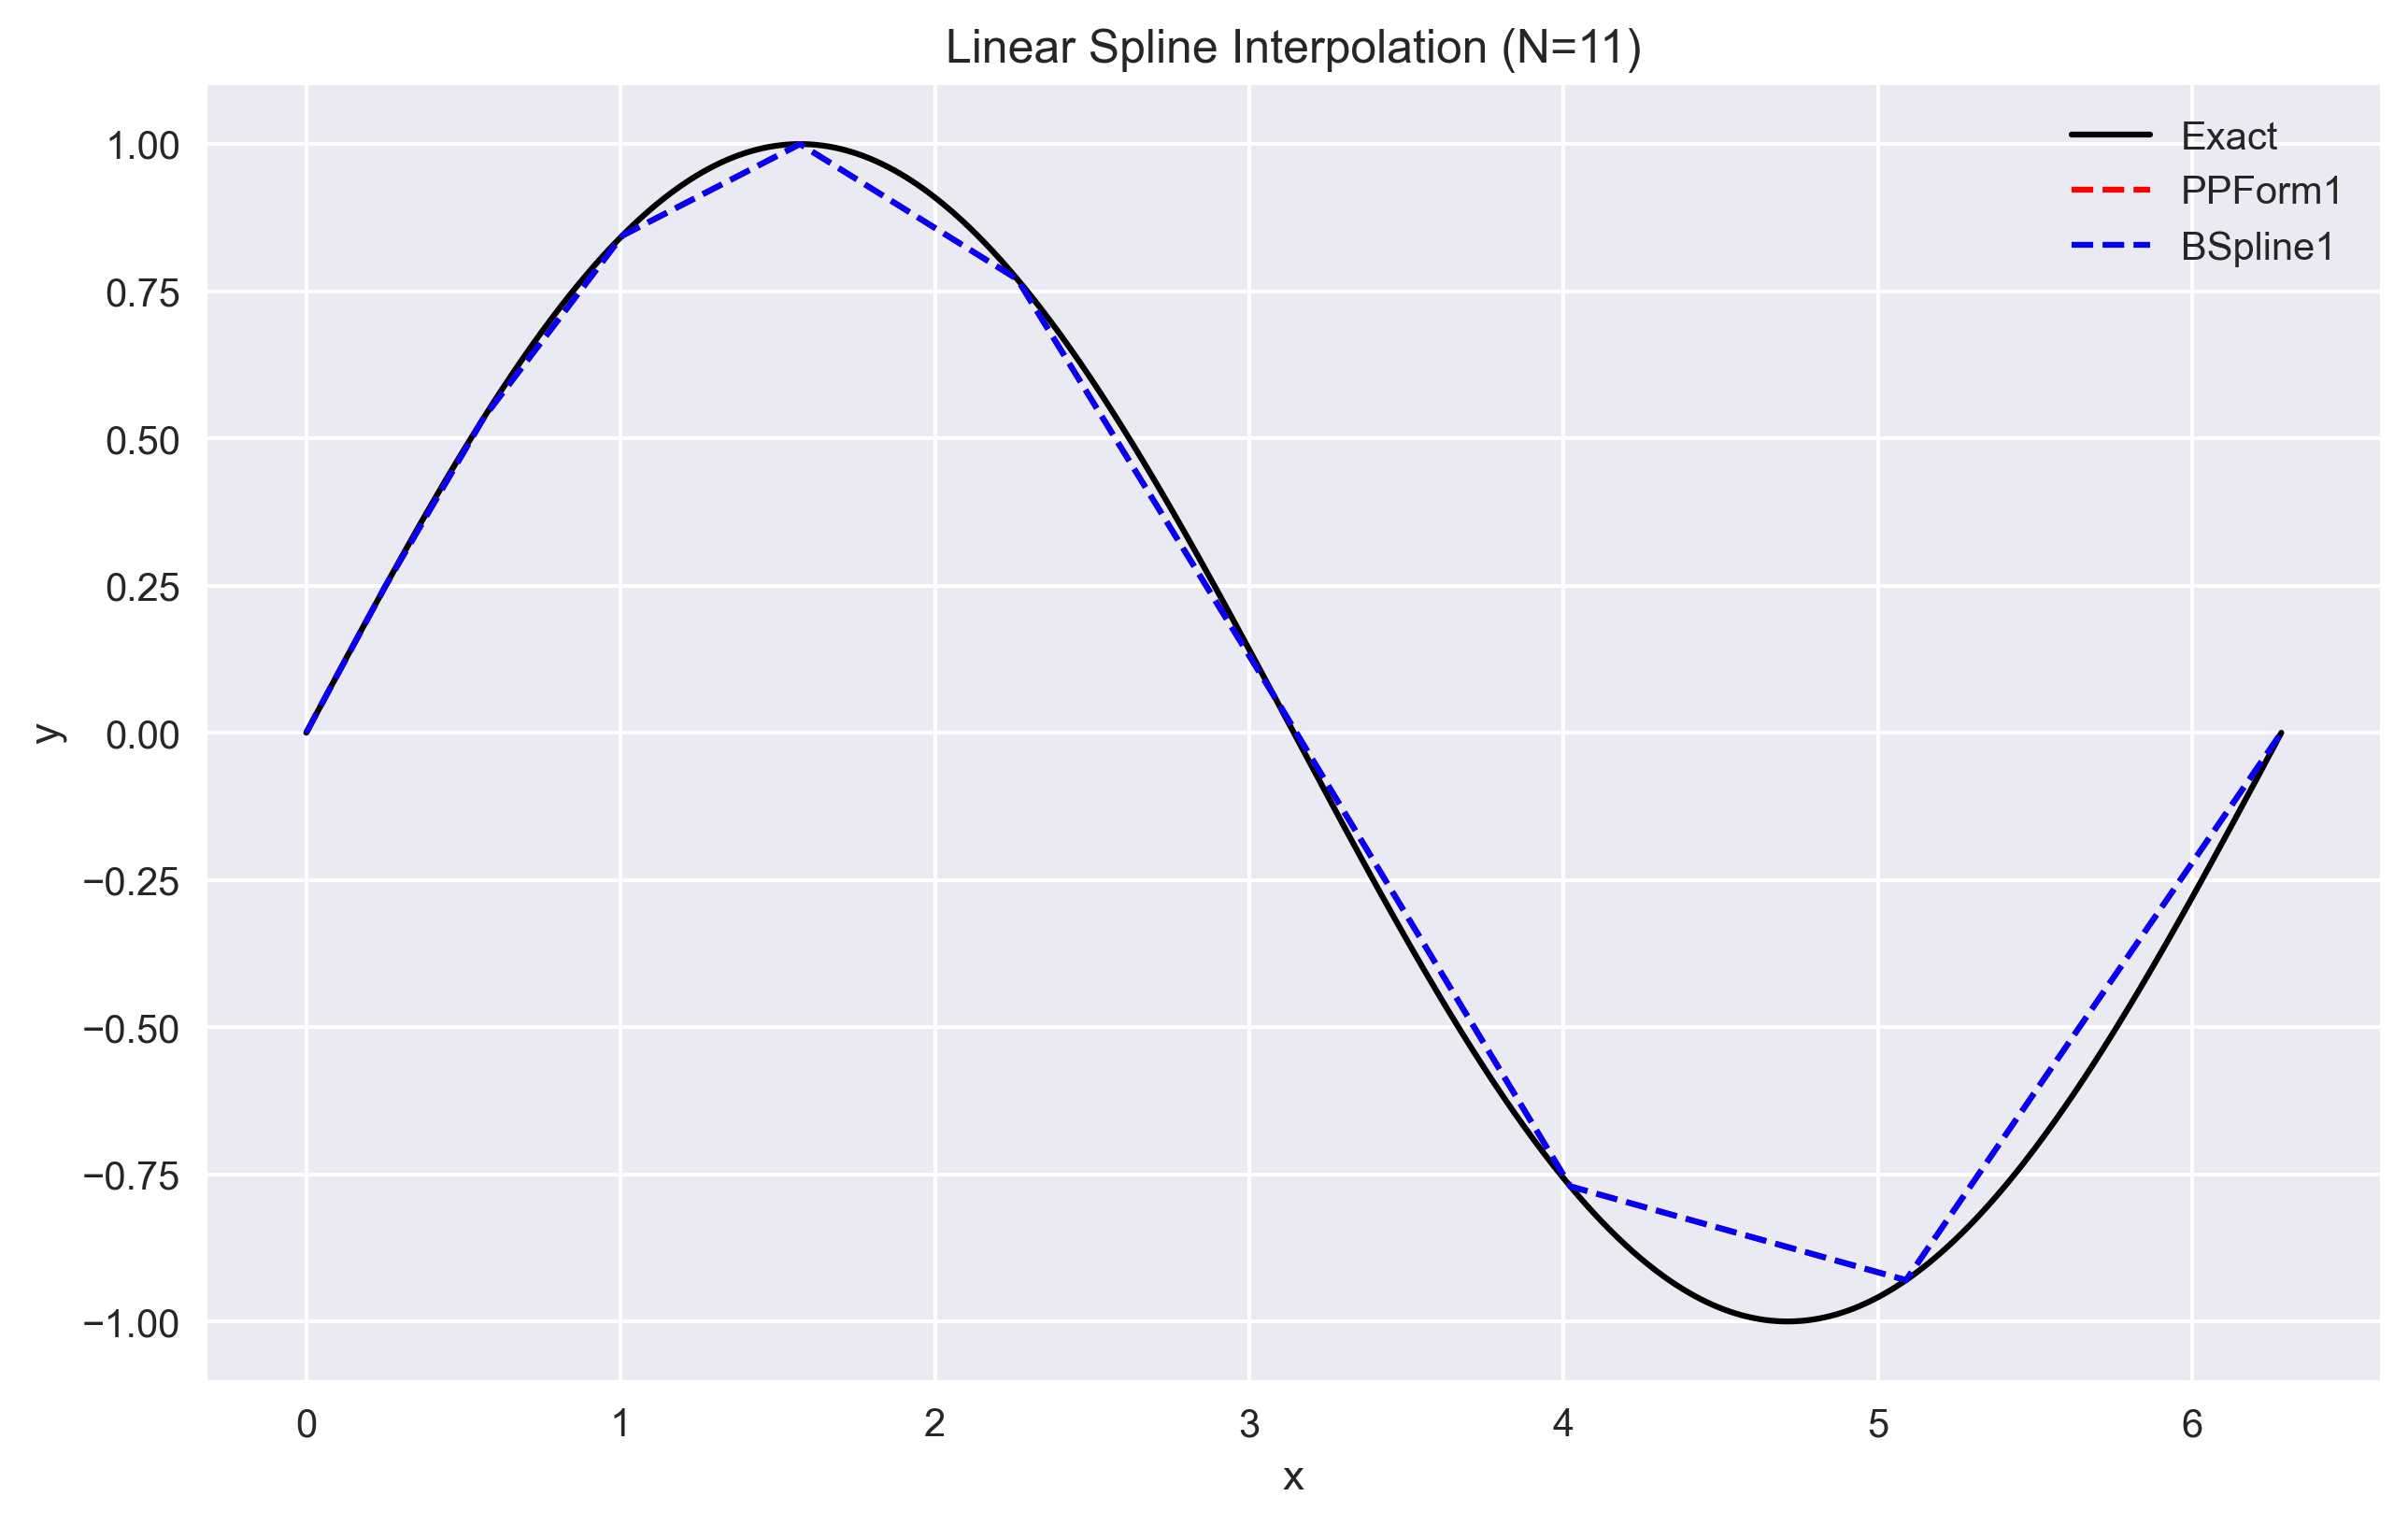 Linear Spline Interpolation (N=11)
Exact
PPForm1
BSpline1
1.00
0.75
0.50
0.25
0.00
−0.25
−0.50
−0.75
−1.00
y
0 1 2 3 4 5 6
x